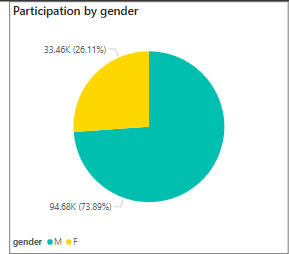 Participation by gender
33.46K (26.11%)
94.68K (73.89%)
gender M F